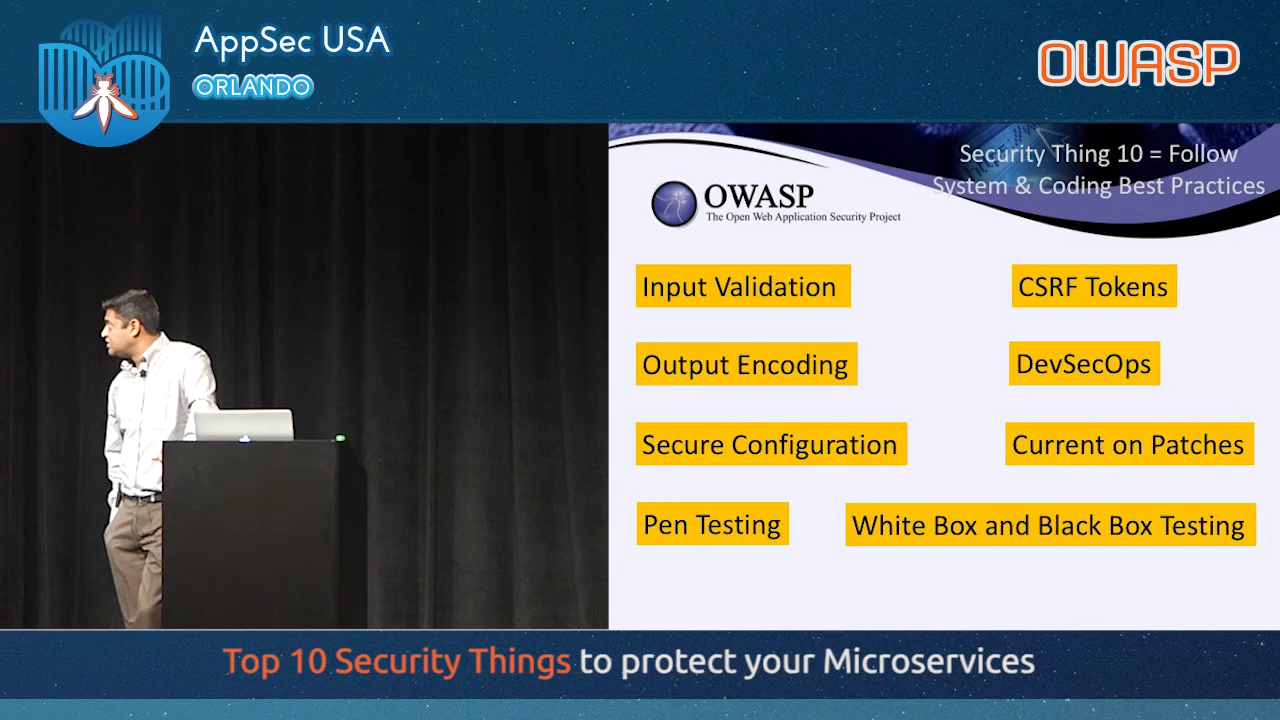 AppSec USA
ORLANDO
OWASP
Security Thing 10 = Follow
System & Coding Best Practices
OWASP
The Open Web Application Security Project
Input Validation
CSRF Tokens
Output Encoding
DevSecOps
Secure Configuration
Current on Patches
Pen Testing
White Box and Black Box Testing
Top 10 Security Things to protect your Microservices